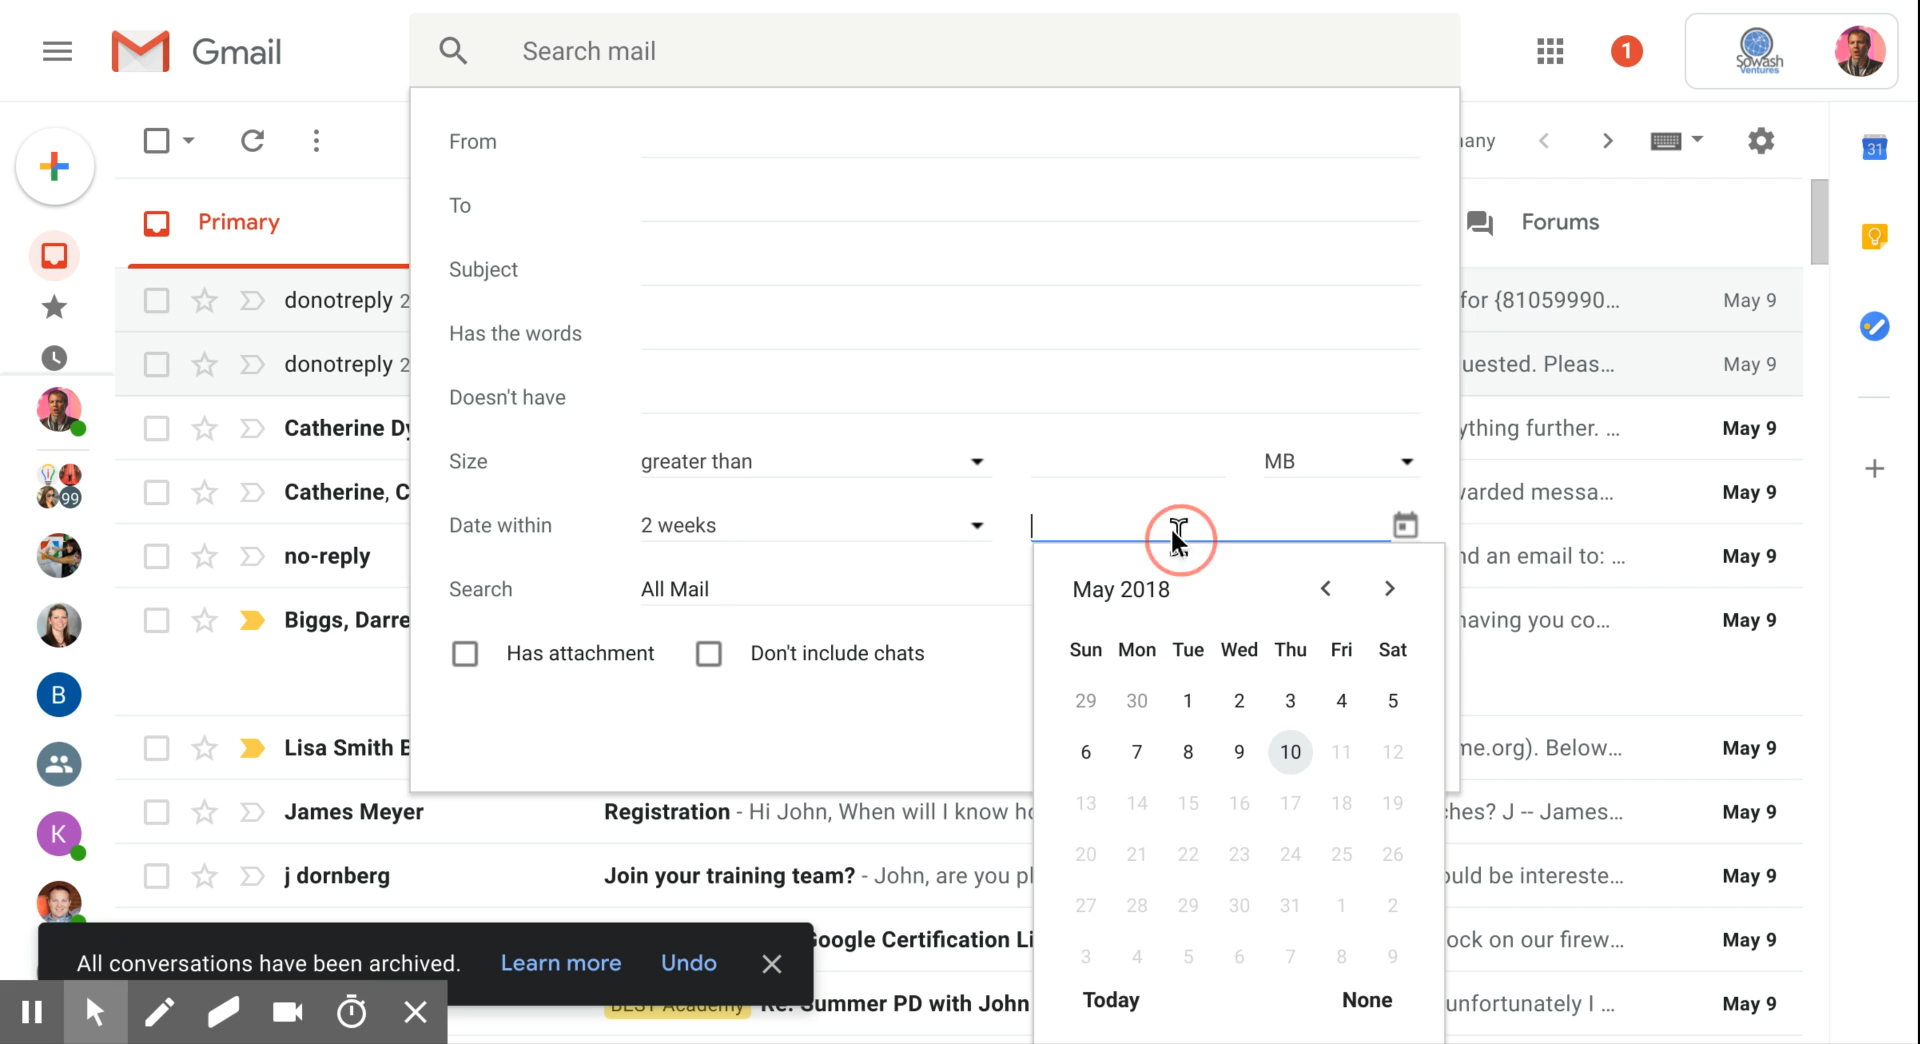 Gmail
Search mail
1
Sowash
Ventures
From
To
Subject
Has the words
Doesn't have
Size greater than MB
Date within 2 weeks
Search All Mail
Has attachment Don't include chats
May 2018
Sun Mon Tue Wed Thu Fri Sat
29 30 1 2 3 4 5
6 7 8 9 10 11 12
13 14 15 16 17 18 19
20 21 22 23 24 25 26
27 28 29 30 31 1 2
3 4 5 6 7 8 9
Today None
31
Primary
Forums
donotreply 2 for {81059990... May 9
donotreply 2 uested. Pleas... May 9
Catherine Dy ything further. ... May 9
Catherine, C warded messa... May 9
99
no-reply nd an email to: ... May 9
Biggs, Darre having you co... May 9
B
Lisa Smith B me.org). Below... May 9
James Meyer Registration - Hi John, When will I know ches? J -- James... May 9
K
j dornberg Join your training team? - John, are you ould be intereste... May 9
Google Certification Li ock on our firew... May 9
BEST Academy Re: Summer PD with John unfortunately I ... May 9
All conversations have been archived. Learn more Undo